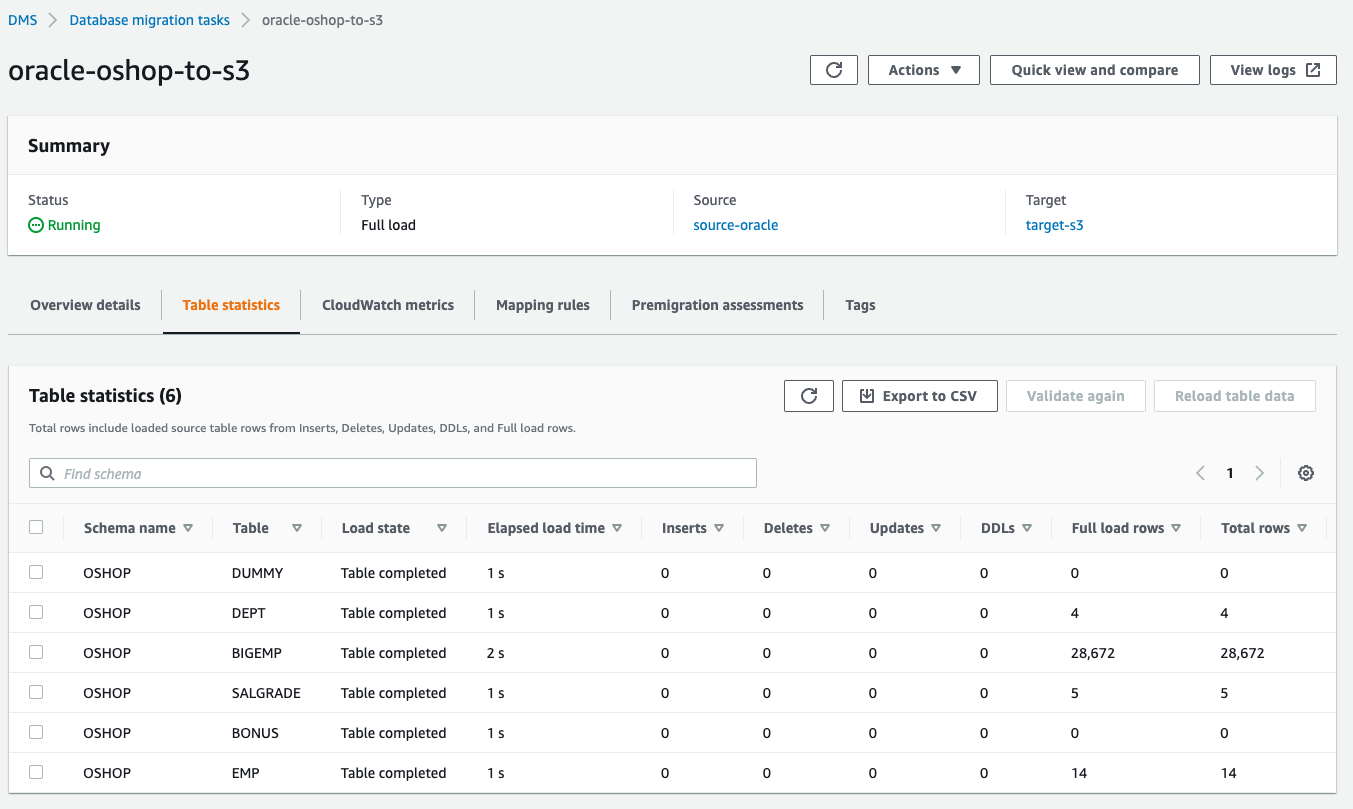 DMS Database migration tasks oracle-oshop-to-s3
oracle-oshop-to-s3
Actions Quick view and compare View logs
Summary
Status Type Source Target
Running Full load source-oracle target-s3
Overview details Table statistics CloudWatch metrics Mapping rules Premigration assessments Tags
Table statistics (6)
Export to CSV Validate again Reload table data
Total rows include loaded source table rows from Inserts, Deletes, Updates, DDLs, and Full load rows.
Find schema 1
Schema name Table Load state Elapsed load time Inserts Deletes Updates DDLs Full load rows Total rows
OSHOP DUMMY Table completed 1 s 0 0 0 0 0 0
OSHOP DEPT Table completed 1 s 0 0 0 0 4 4
OSHOP BIGEMP Table completed 2 s 0 0 0 0 28,672 28,672
OSHOP SALGRADE Table completed 1 s 0 0 0 0 5 5
OSHOP BONUS Table completed 1 s 0 0 0 0 0 0
OSHOP EMP Table completed 1 s 0 0 0 0 14 14